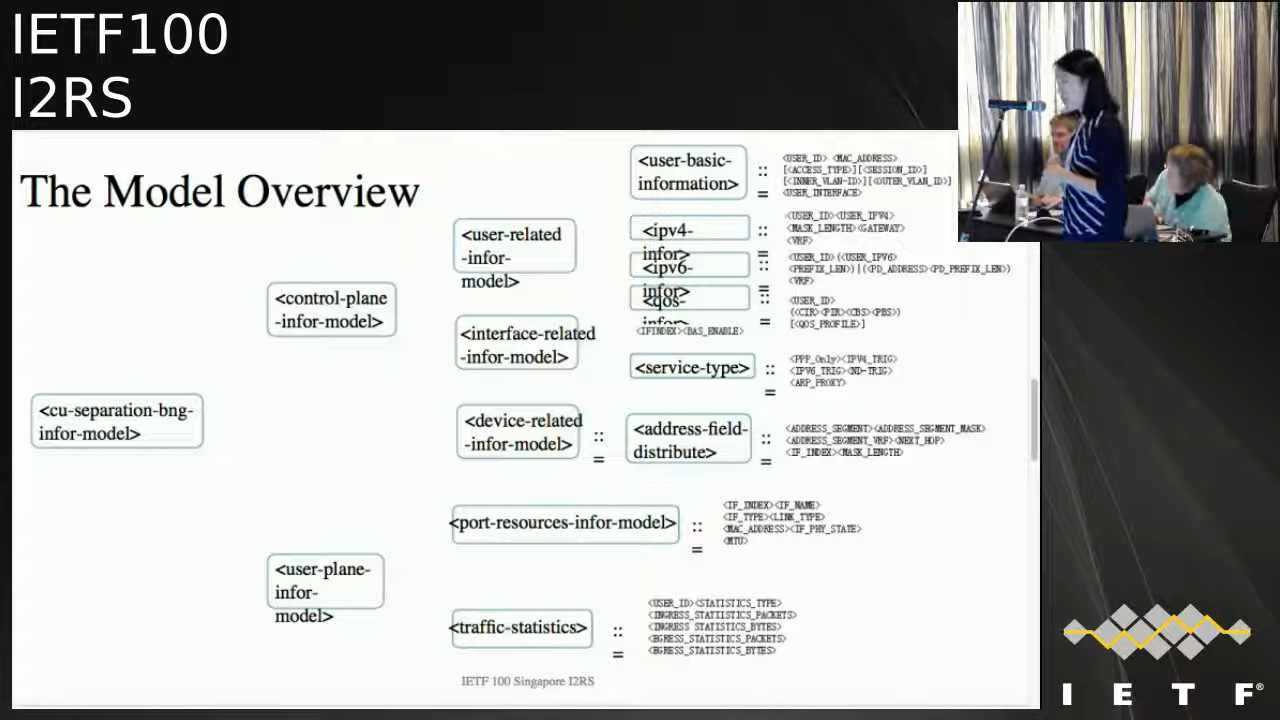 IETF100
I2RS
The Model Overview
<cu-separation-bng-
infor-model>
<control-plane
-infor-model>
<user-plane-
infor-
model>
<user-related
-infor-
model>
<interface-related
-infor-model>
<device-related
-infor-model>
::
=
<port-resources-infor-model>
::
=
<traffic-statistics>
::
=
<user-basic-
information>
::
=
<USER_ID> <MAC_ADDRESS>
[<ACCESS_TYPE>][<SESSION_ID>]
[<INNER_VLAN-ID>][<OUTER_VLAN_ID>]
<USER_INTERFACE>
<ipv4-
infor>
::
=
<USER_ID><USER_IPV4>
<MASK_LENGTH><GATEWAY>
<VRF>
<ipv6-
infor>
::
=
<USER_ID>(<USER_IPV6>
<PREFIX_LEN>)|(<PD_ADDRESS><PD_PREFIX_LEN>)
<VRF>
<qos-
infor>
::
=
<USER_ID>
(<CIR><PIR><CBS><PBS>)
[<QOS_PROFILE>]
<IFINDEX><BAS_ENABLE>
<service-type>
::
=
<PPP_Only><IPV4_TRIG>
<IPV6_TRIG><ND-TRIG>
<ARP_PROXY>
<address-field-
distribute>
::
=
<ADDRESS_SEGMENT><ADDRESS_SEGMENT_MASK>
<ADDRESS_SEGMENT_VRF><NEXT_HOP>
<IF_INDEX><MASK_LENGTH>
<IF_INDEX><IF_NAME>
<IF_TYPE><LINK_TYPE>
<MAC_ADDRESS><IF_PHY_STATE>
<MTU>
<USER_ID><STATISTICS_TYPE>
<INGRESS_STATIISTICS_PACKETS>
<INGRESS STATISTICS_BYTES>
<EGRESS_STATISTICS_PACKETS>
<EGRESS_STATISTICS_BYTES>
IETF 100 Singapore I2RS
I E T F®